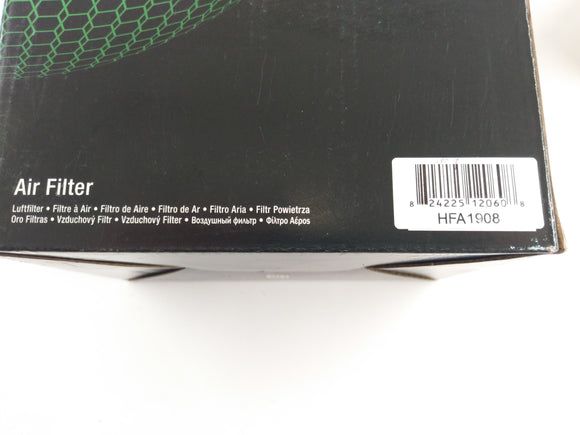 Air Filter
Luftfilter • Filtre à Air • Filtro de Aire • Filtro de Ar • Filtro Aria • Filtr Powietrza
Oro Filtras • Vzduchový Filtr • Vzduchový Filter • Воздушный фильтр • Φίλτρο Αέρος
8 24225 12060 8
HFA1908